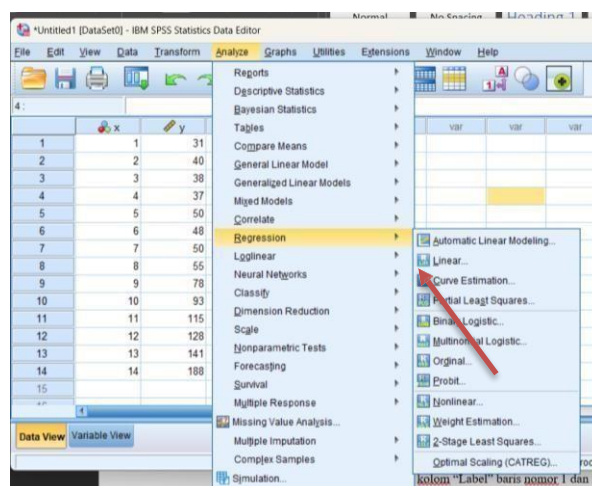 Normal No Spacing Heading 1
*Untitled1 [DataSet0] - IBM SPSS Statistics Data Editor
File Edit View Data Transform Analyze Graphs Utilities Extensions Window Help
4 :
x y var var var
1 1 31
2 2 40
3 3 38
4 4 37
5 5 50
6 6 48
7 7 50
8 8 55
9 9 78
10 10 93
11 11 115
12 12 128
13 13 141
14 14 188
15
Data View Variable View
Reports
Descriptive Statistics
Bayesian Statistics
Tables
Compare Means
General Linear Model
Generalized Linear Models
Mixed Models
Correlate
Regression
Loglinear
Neural Networks
Classify
Dimension Reduction
Scale
Nonparametric Tests
Forecasting
Survival
Multiple Response
Missing Value Analysis...
Multiple Imputation
Complex Samples
Simulation...
Automatic Linear Modeling...
Linear...
Curve Estimation...
Partial Least Squares...
Binary Logistic...
Multinomial Logistic...
Ordinal...
Probit...
Nonlinear...
Weight Estimation...
2-Stage Least Squares...
Optimal Scaling (CATREG)...
kolom "Label" baris nomor 1 dan